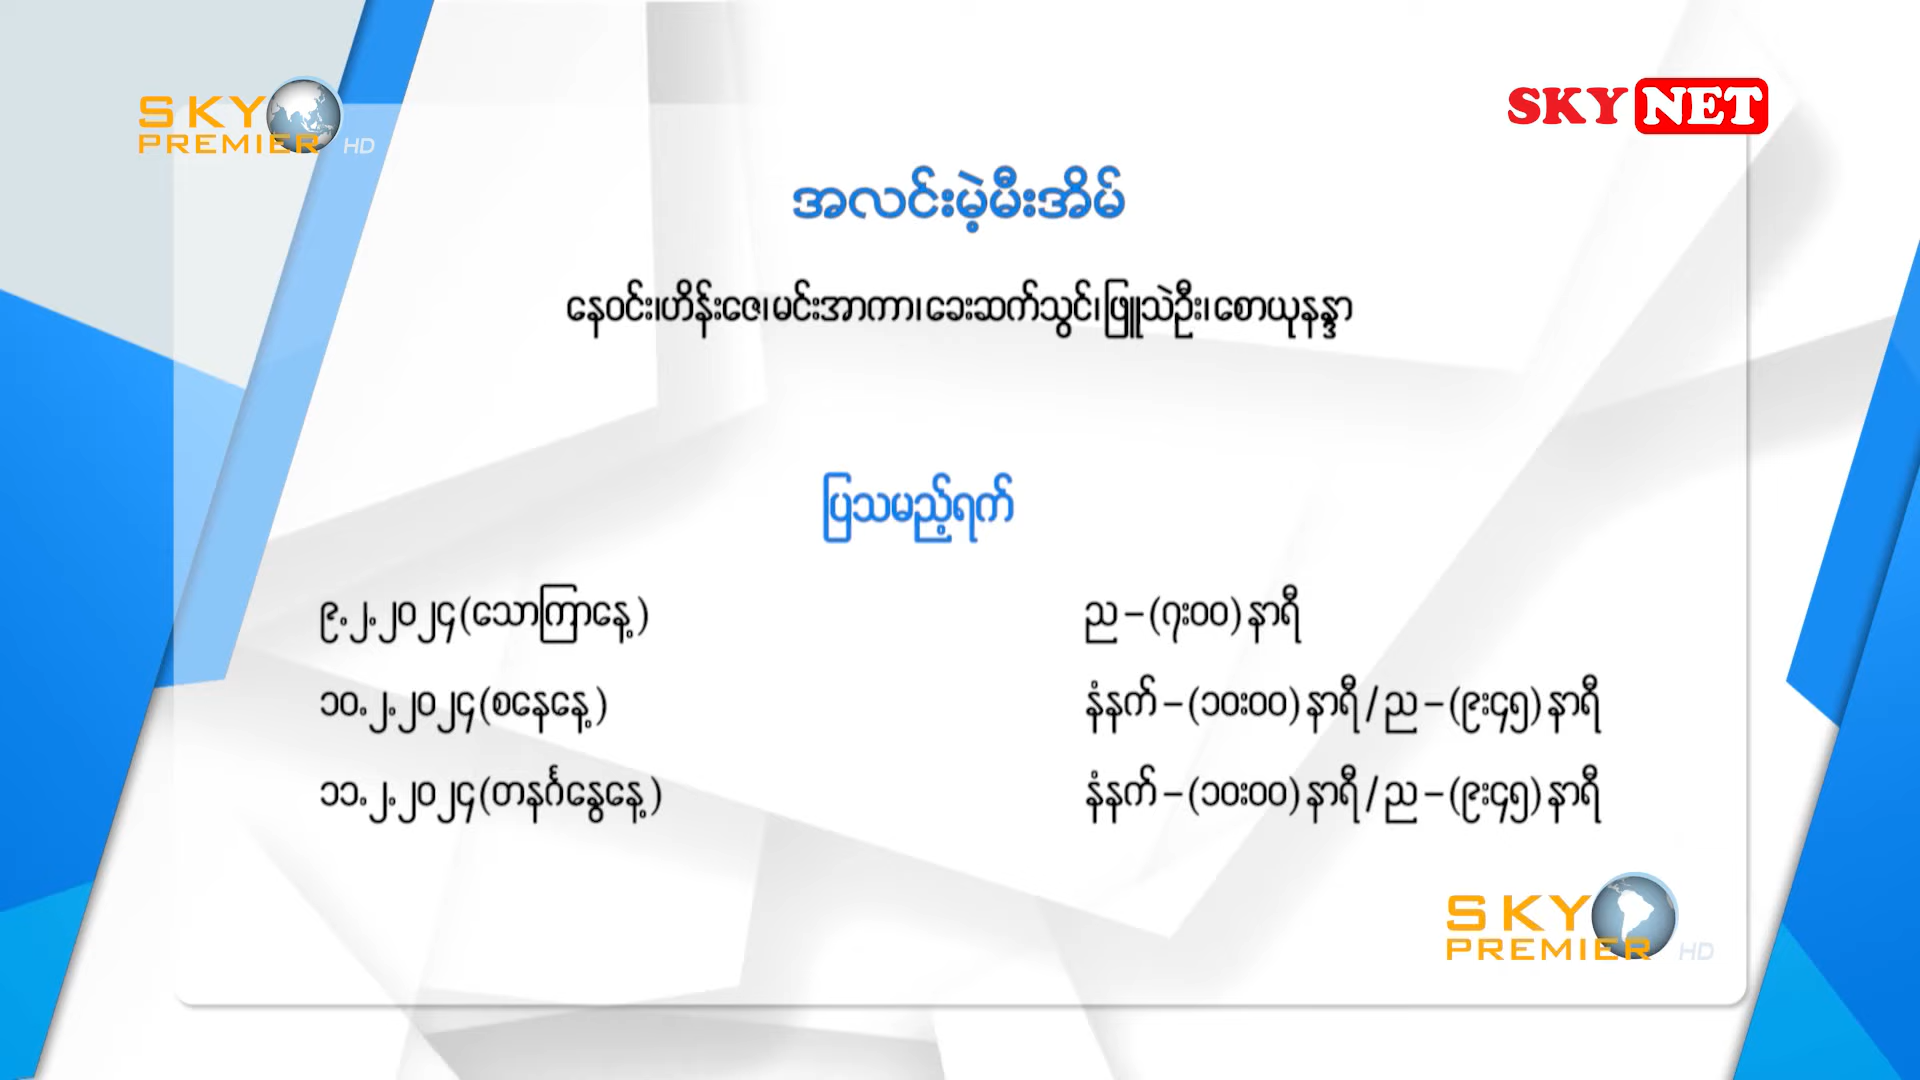 SKY PREMIER HD
SKY NET
အလင်းမဲ့မီးအိမ်
နေဝင်း၊ဟိန်းဇေ၊မင်းအာကာ၊ခေးဆက်သွင်၊ဖြူသဲဦး၊စောယုနန္ဒာ
ပြသမည့်ရက်
၉.၂.၂၀၂၄(သောကြာနေ့) ည–(၇း၀၀)နာရီ
၁၀.၂.၂၀၂၄(စနေနေ့) နံနက်–(၁၀း၀၀)နာရီ/ည–(၉း၄၅)နာရီ
၁၁.၂.၂၀၂၄(တနင်္ဂနွေနေ့) နံနက်–(၁၀း၀၀)နာရီ/ည–(၉း၄၅)နာရီ
SKY PREMIER HD